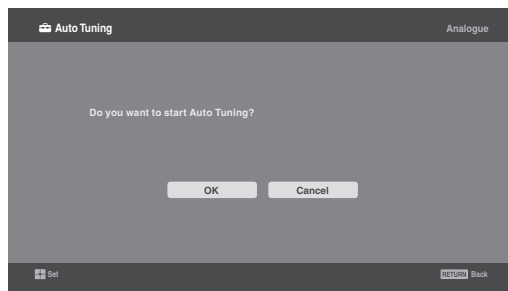 Auto Tuning Analogue
Do you want to start Auto Tuning?
OK Cancel
Set RETURN Back